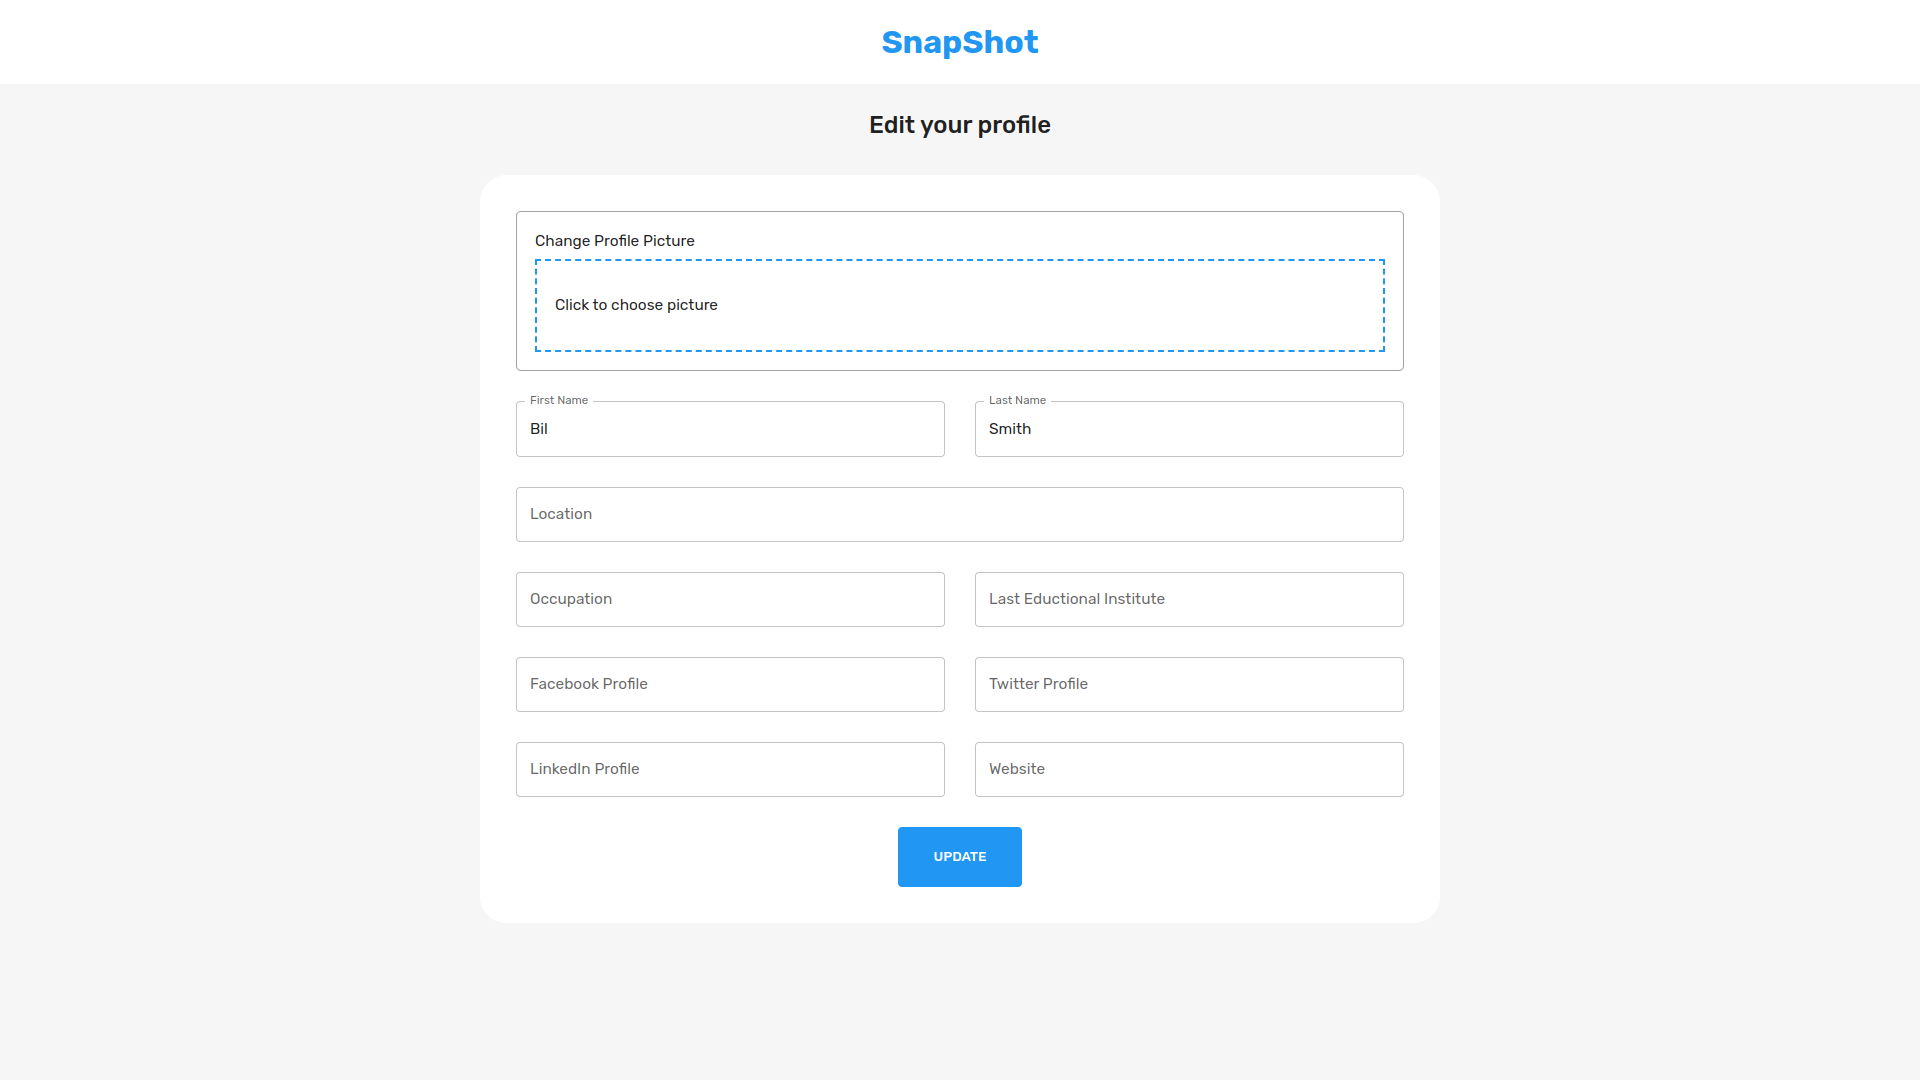 SnapShot
Edit your profile
Change Profile Picture
Click to choose picture
First Name
Bil
Last Name
Smith
Location
Occupation
Last Eductional Institute
Facebook Profile
Twitter Profile
LinkedIn Profile
Website
UPDATE